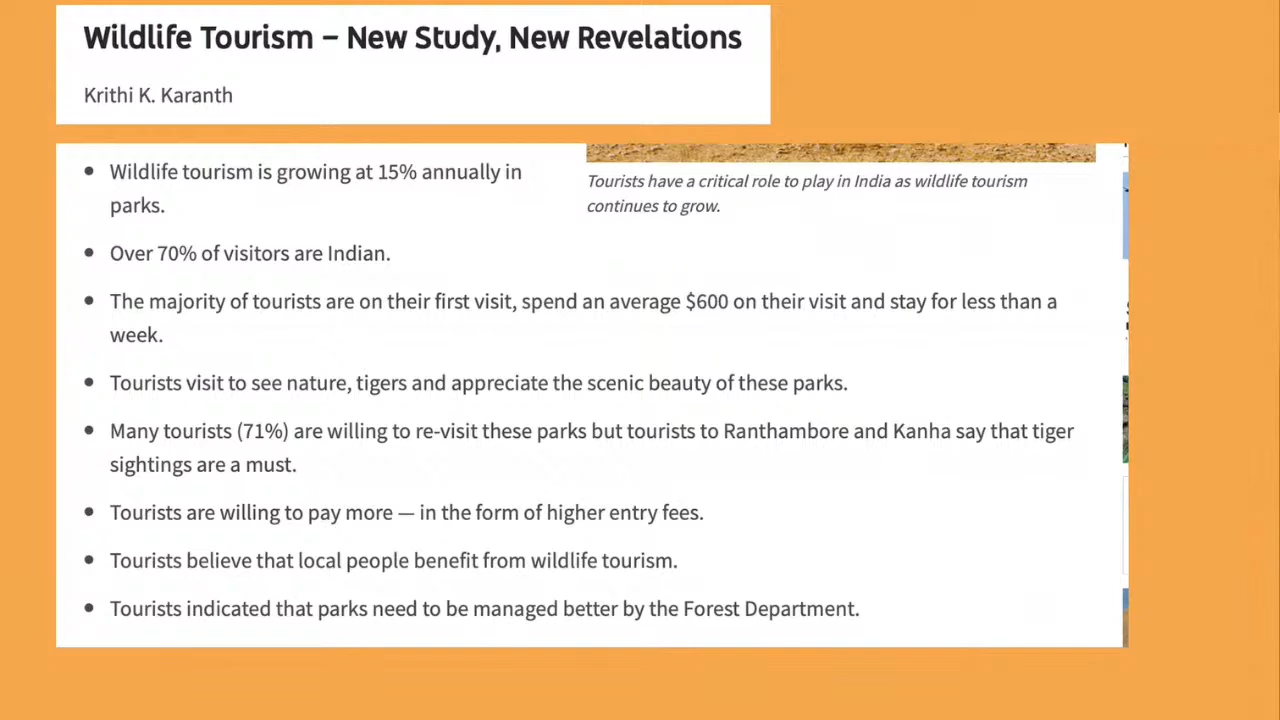 Wildlife Tourism – New Study, New Revelations
Krithi K. Karanth
• Wildlife tourism is growing at 15% annually in
parks.
Tourists have a critical role to play in India as wildlife tourism
continues to grow.
• Over 70% of visitors are Indian.
• The majority of tourists are on their first visit, spend an average $600 on their visit and stay for less than a
week.
• Tourists visit to see nature, tigers and appreciate the scenic beauty of these parks.
• Many tourists (71%) are willing to re-visit these parks but tourists to Ranthambore and Kanha say that tiger
sightings are a must.
• Tourists are willing to pay more — in the form of higher entry fees.
• Tourists believe that local people benefit from wildlife tourism.
• Tourists indicated that parks need to be managed better by the Forest Department.